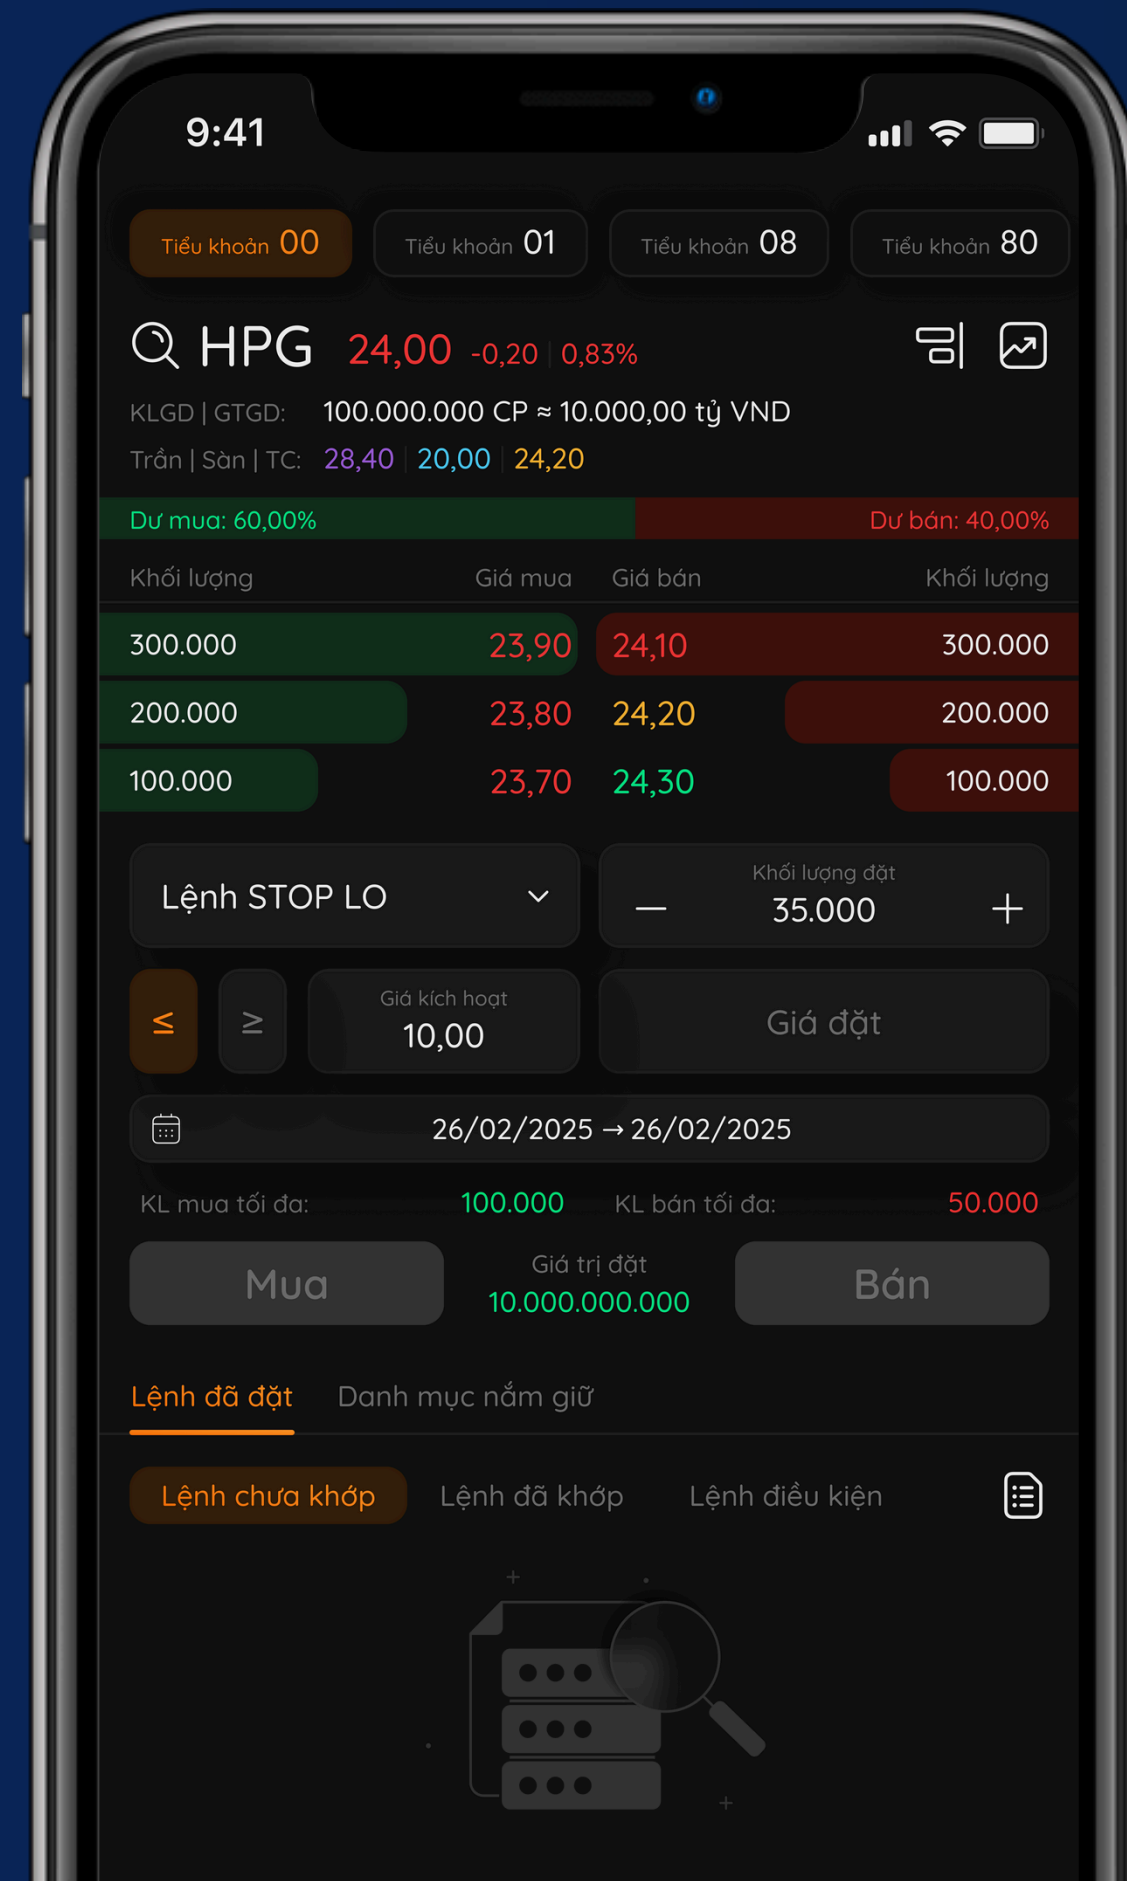 9:41
Tiểu khoản 00 Tiểu khoản 01 Tiểu khoản 08 Tiểu khoản 80
HPG 24,00 -0,20 | 0,83%
KLGD | GTGD: 100.000.000 CP ≈ 10.000,00 tỷ VND
Trần | Sàn | TC: 28,40 | 20,00 | 24,20
Dư mua: 60,00% Dư bán: 40,00%
Khối lượng Giá mua Giá bán Khối lượng
300.000 23,90 24,10 300.000
200.000 23,80 24,20 200.000
100.000 23,70 24,30 100.000
Lệnh STOP LO
Khối lượng đặt
— 35.000 +
≤ ≥
Giá kích hoạt
10,00
Giá đặt
26/02/2025 → 26/02/2025
KL mua tối đa: 100.000 KL bán tối đa: 50.000
Mua
Giá trị đặt
10.000.000.000
Bán
Lệnh đã đặt Danh mục nắm giữ
Lệnh chưa khớp Lệnh đã khớp Lệnh điều kiện